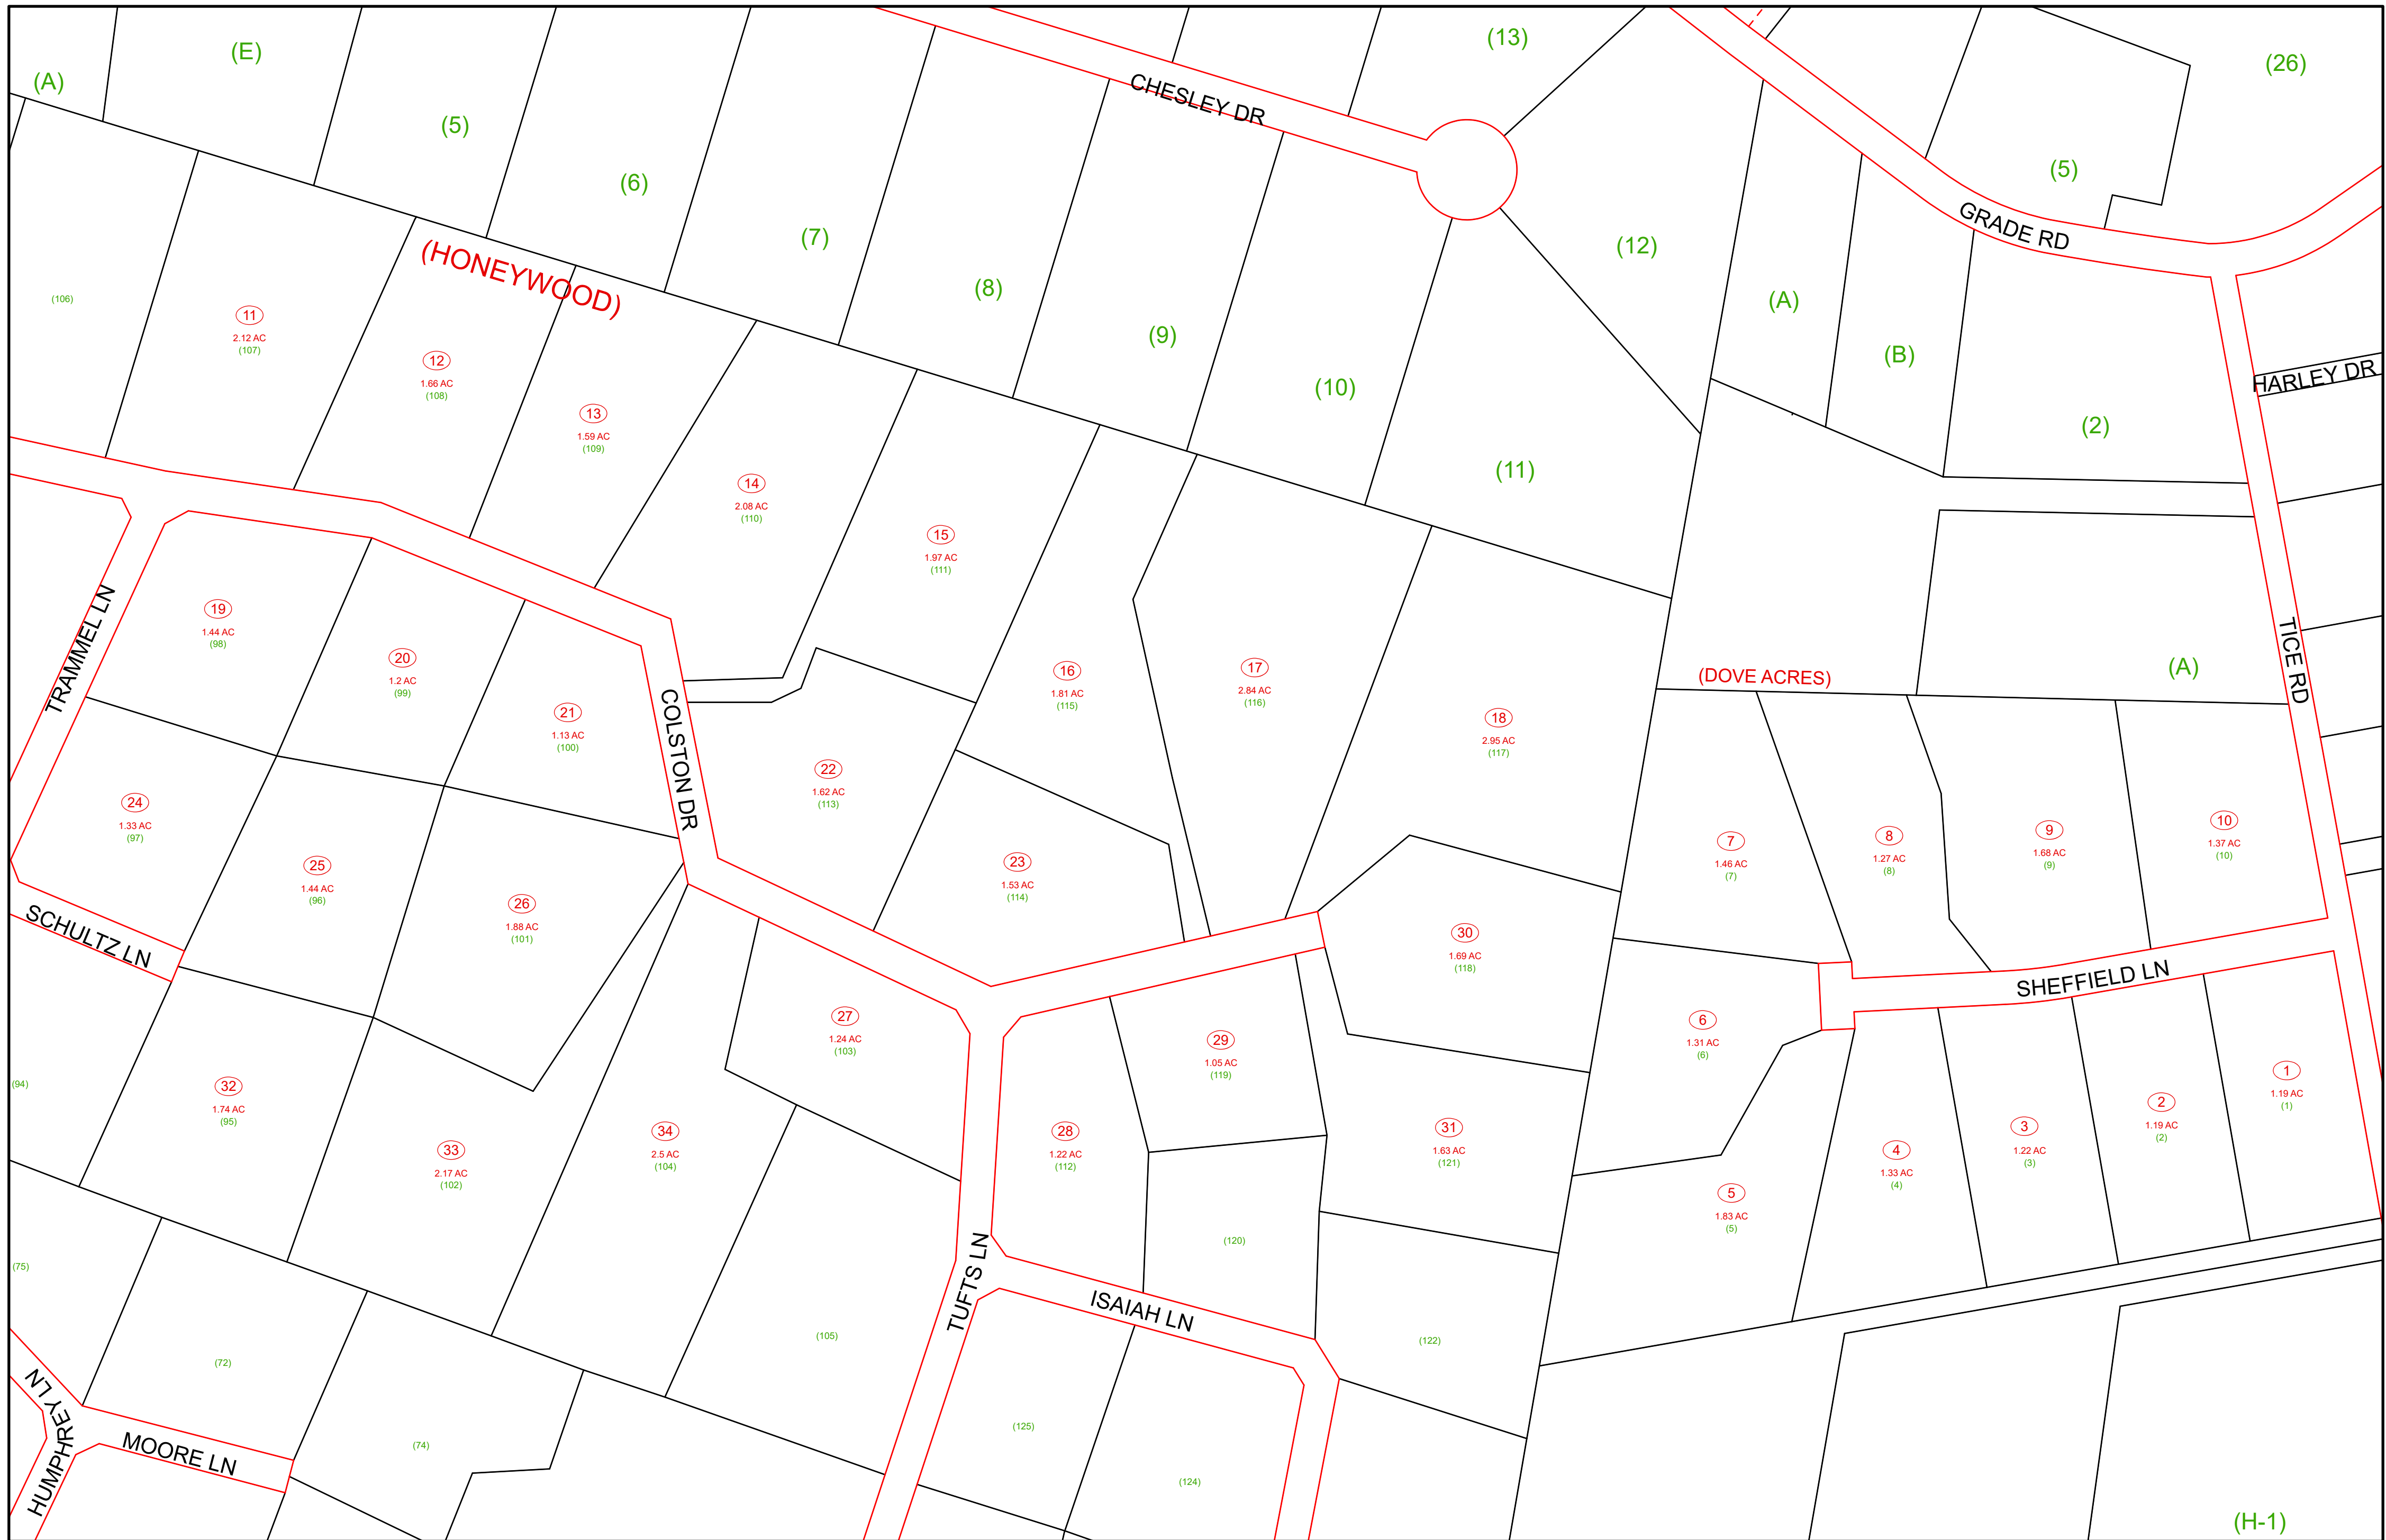 (13)
(E)
(26)
(A)
CHESLEY DR
(5)
(5)
(6)
GRADE RD
(7)
(12)
(HONEYWOOD)
(8)
(106)
(A)
11
2.12 AC
(107)
(9)
(B)
12
1.66 AC
(108)
HARLEY DR
(10)
13
1.59 AC
(109)
(2)
(11)
14
2.08 AC
(110)
15
1.97 AC
(111)
TRAMMEL LN
19
1.44 AC
(98)
20
1.2 AC
(99)
16
1.81 AC
(115)
17
2.84 AC
(116)
(DOVE ACRES)
(A)
TICE RD
21
1.13 AC
(100)
COLSTON DR
18
2.95 AC
(117)
22
1.62 AC
(113)
24
1.33 AC
(97)
7
1.46 AC
(7)
8
1.27 AC
(8)
9
1.68 AC
(9)
10
1.37 AC
(10)
25
1.44 AC
(96)
23
1.53 AC
(114)
26
1.88 AC
(101)
SCHULTZ LN
30
1.69 AC
(118)
SHEFFIELD LN
27
1.24 AC
(103)
29
1.05 AC
(119)
6
1.31 AC
(6)
(94)
32
1.74 AC
(95)
1
1.19 AC
(1)
2
1.19 AC
(2)
33
2.17 AC
(102)
34
2.5 AC
(104)
28
1.22 AC
(112)
31
1.63 AC
(121)
3
1.22 AC
(3)
4
1.33 AC
(4)
5
1.83 AC
(5)
(75)
(120)
TUFTS LN
ISAIAH LN
(72)
(105)
(122)
HUMPHREY LN
MOORE LN
(74)
(125)
(124)
(H-1)